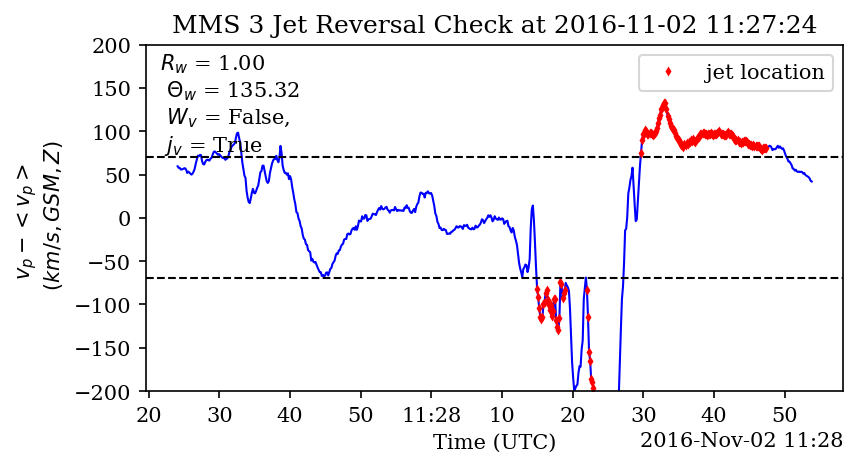 MMS 3 Jet Reversal Check at 2016-11-02 11:27:24
200
150
100
50
0
−50
−100
−150
−200
v_p − < v_p >
(km/s, GSM, Z)
R_w = 1.00
Θ_w = 135.32
W_v = False,
j_v = True
jet location
20 30 40 50 11:28 10 20 30 40 50
Time (UTC)
2016-Nov-02 11:28